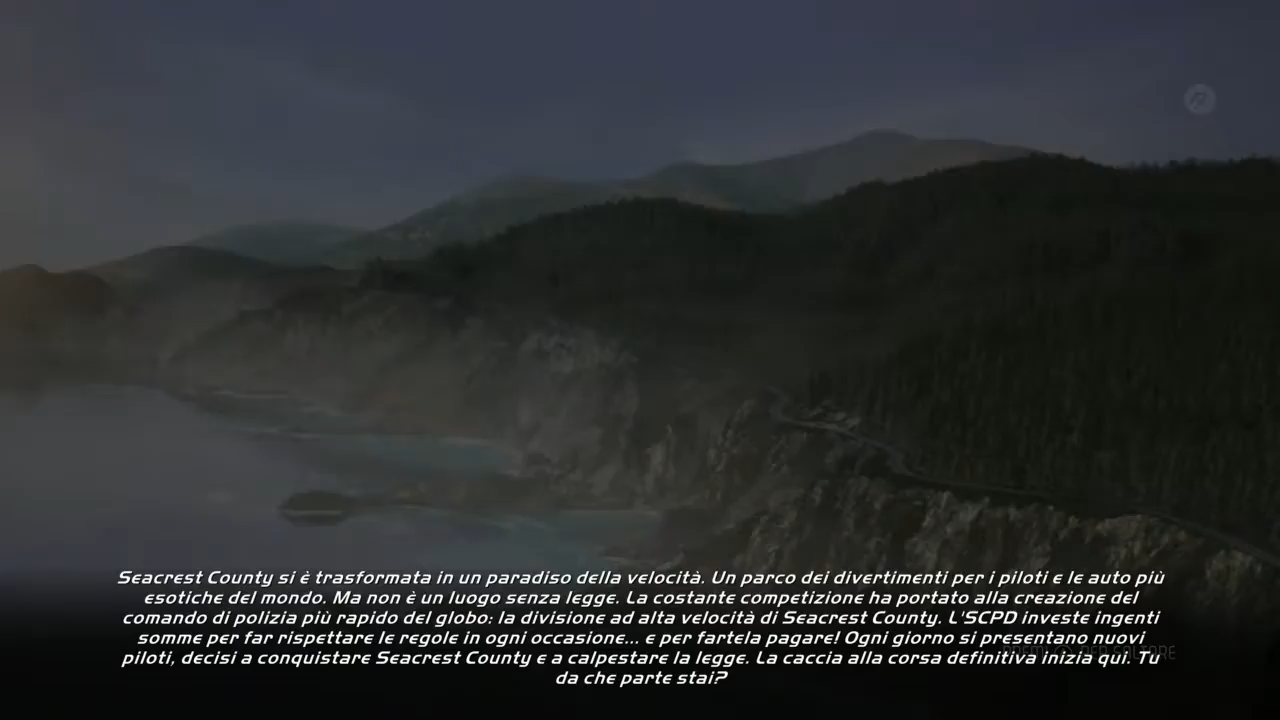 Seacrest County si è trasformata in un paradiso della velocità. Un parco dei divertimenti per i piloti e le auto più
esotiche del mondo. Ma non è un luogo senza legge. La costante competizione ha portato alla creazione del
comando di polizia più rapido del globo: la divisione ad alta velocità di Seacrest County. L'SCPD investe ingenti
somme per far rispettare le regole in ogni occasione... e per fartela pagare! Ogni giorno si presentano nuovi
piloti, decisi a conquistare Seacrest County e a calpestare la legge. La caccia alla corsa definitiva inizia qui. Tu
da che parte stai?
PER SALTARE